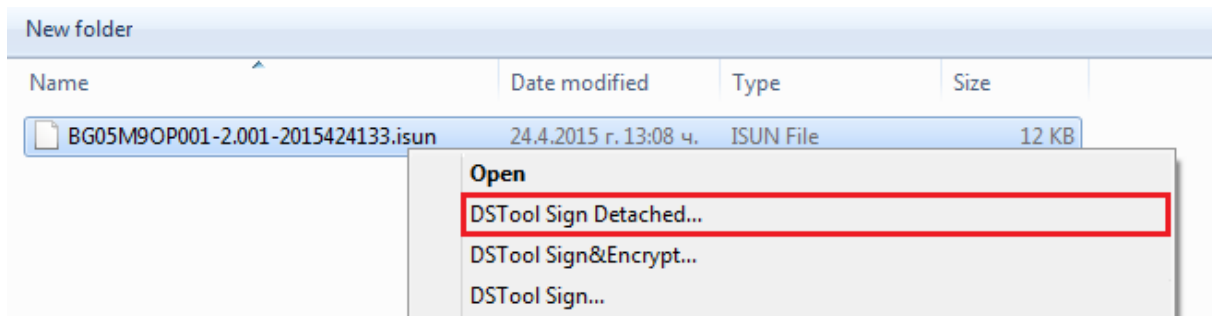 New folder
Name Date modified Type Size
BG05M9OP001-2.001-2015424133.isun 24.4.2015 г. 13:08 ч. ISUN File 12 KB
Open
DSTool Sign Detached...
DSTool Sign&Encrypt...
DSTool Sign...